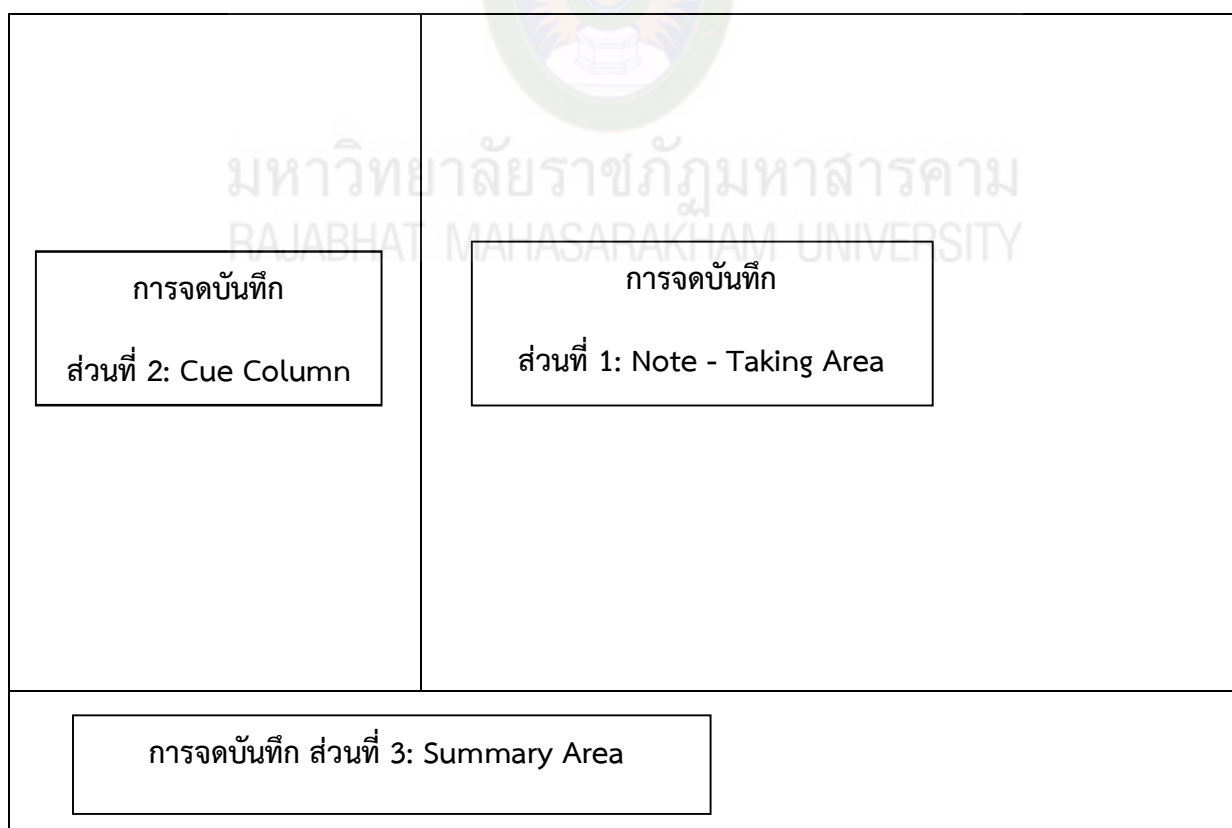 มหาวิทยาลัยราชภัฏมหาสารคาม
RAJABHAT MAHASARAKHAM UNIVERSITY
การจดบันทึก
ส่วนที่ 2: Cue Column
การจดบันทึก
ส่วนที่ 1: Note - Taking Area
การจดบันทึก ส่วนที่ 3: Summary Area